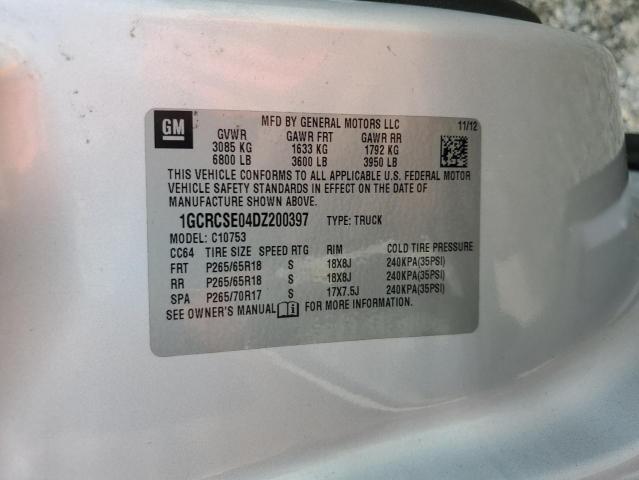 GM
MFD BY GENERAL MOTORS LLC 11/12
GVWR GAWR FRT GAWR RR
3085 KG 1633 KG 1792 KG
6800 LB 3600 LB 3950 LB
THIS VEHICLE CONFORMS TO ALL APPLICABLE U.S. FEDERAL MOTOR
VEHICLE SAFETY STANDARDS IN EFFECT ON THE DATE OF
MANUFACTURE SHOWN ABOVE.
1GCRCSE04DZ200397 TYPE: TRUCK
MODEL: C10753
CC64 TIRE SIZE SPEED RTG RIM COLD TIRE PRESSURE
FRT P265/65R18 S 18X8J 240KPA(35PSI)
RR P265/65R18 S 18X8J 240KPA(35PSI)
SPA P265/70R17 S 17X7.5J 240KPA(35PSI)
SEE OWNER'S MANUAL i FOR MORE INFORMATION.